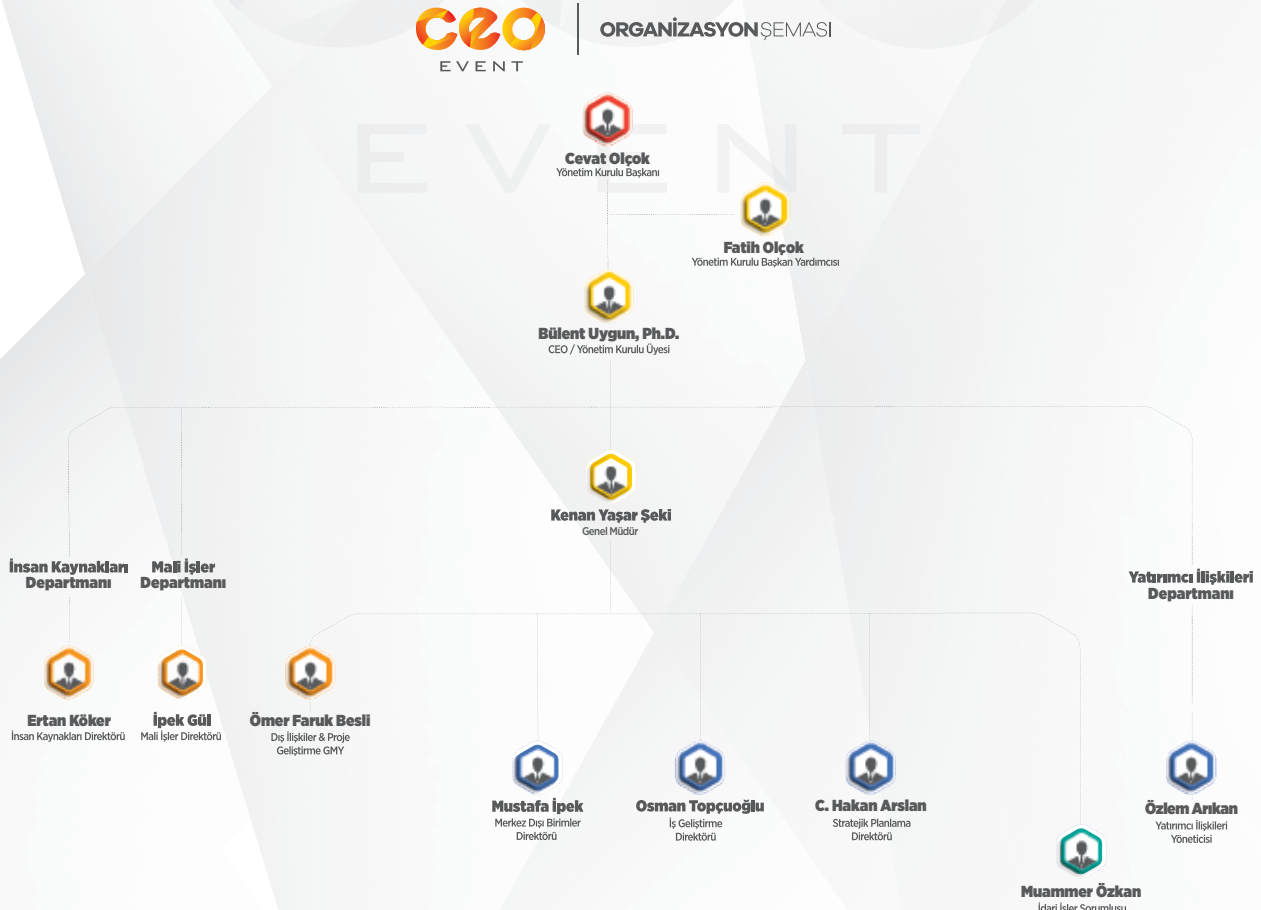 CEO
EVENT
ORGANİZASYON ŞEMASI
EVENT
Cevat Olçok
Yönetim Kurulu Başkanı
Fatih Olçok
Yönetim Kurulu Başkan Yardımcısı
Bülent Uygun, Ph.D.
CEO / Yönetim Kurulu Üyesi
Kenan Yaşar Şeki
Genel Müdür
İnsan Kaynakları
Departmanı
Mali İşler
Departmanı
Yatırımcı İlişkileri
Departmanı
Ertan Köker
İnsan Kaynakları Direktörü
İpek Gül
Mali İşler Direktörü
Ömer Faruk Besli
Dış İlişkiler & Proje
Geliştirme GMY
Mustafa İpek
Merkez Dışı Birimler
Direktörü
Osman Topçuoğlu
İş Geliştirme
Direktörü
C. Hakan Arslan
Stratejik Planlama
Direktörü
Özlem Arıkan
Yatırımcı İlişkileri
Yöneticisi
Muammer Özkan
İdari İşler Sorumlusu